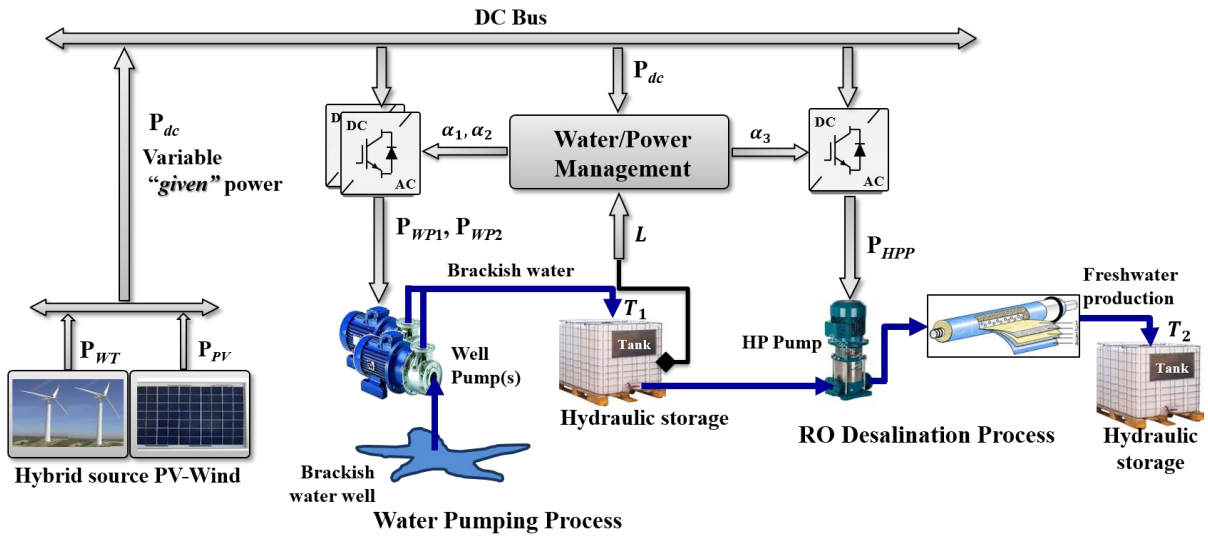 DC Bus
P_dc
Variable
"given" power
D
DC
AC
α1, α2
P_dc
Water/Power
Management
α3
DC
AC
P_WP1, P_WP2
L
P_HPP
Brackish water
T1
Tank
Well
Pump(s)
Hydraulic storage
HP Pump
Freshwater
production
T2
Tank
Hydraulic
storage
RO Desalination Process
P_WT
P_PV
Hybrid source PV-Wind
Brackish
water well
Water Pumping Process